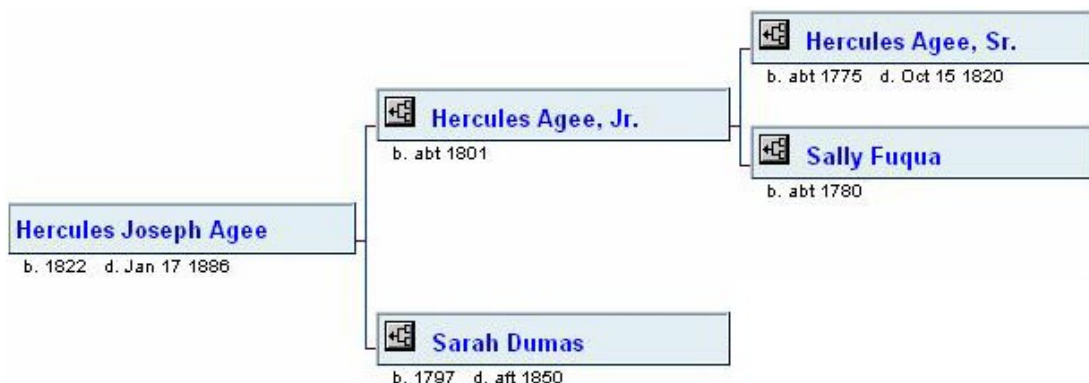 Hercules Agee, Sr.
b. abt 1775 d. Oct 15 1820
Hercules Agee, Jr.
b. abt 1801
Sally Fuqua
b. abt 1780
Hercules Joseph Agee
b. 1822 d. Jan 17 1886
Sarah Dumas
b. 1797 d. aft 1850